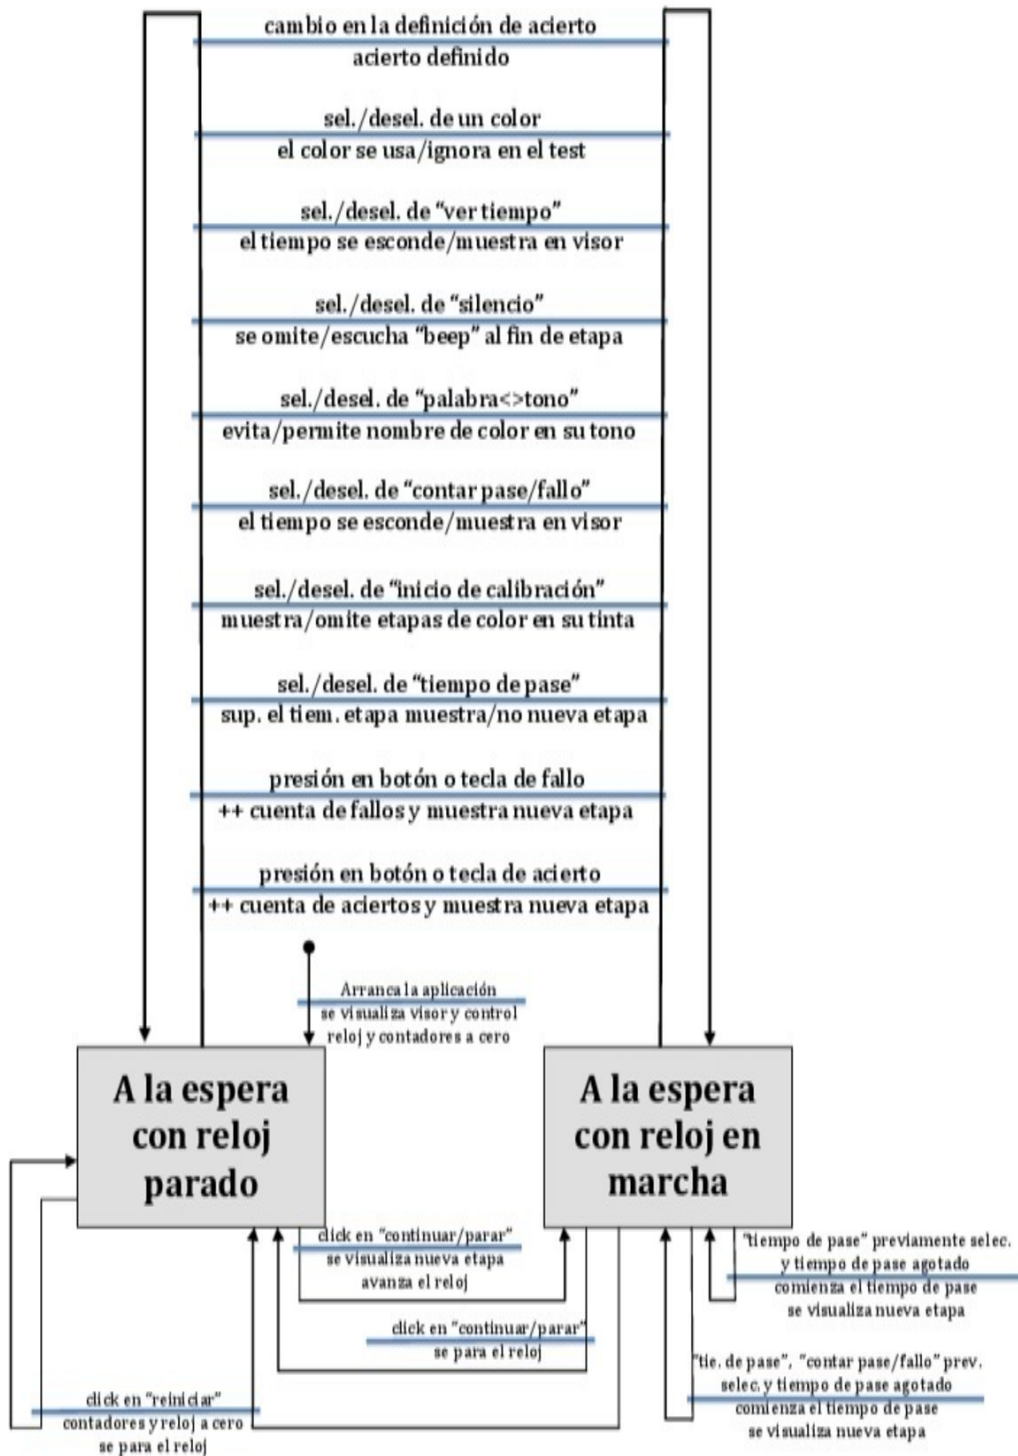 cambio en la definición de acierto
acierto definido
sel./desel. de un color
el color se usa/ignora en el test
sel./desel. de “ver tiempo”
el tiempo se esconde/muestra en visor
sel./desel. de “silencio”
se omite/escucha “beep” al fin de etapa
sel./desel. de “palabra<>tono”
evita/permite nombre de color en su tono
sel./desel. de “contar pase/fallo”
el tiempo se esconde/muestra en visor
sel./desel. de “inicio de calibración”
muestra/omite etapas de color en su tinta
sel./desel. de “tiempo de pase”
sup. el tiem. etapa muestra/no nueva etapa
presión en botón o tecla de fallo
++ cuenta de fallos y muestra nueva etapa
presión en botón o tecla de acierto
++ cuenta de aciertos y muestra nueva etapa
Arranca la aplicación
se visualiza visor y control
reloj y contadores a cero
A la espera
con reloj
parado
A la espera
con reloj en
marcha
click en “continuar/parar”
se visualiza nueva etapa
avanza el reloj
“tiempo de pase” previamente selec.
y tiempo de pase agotado
comienza el tiempo de pase
se visualiza nueva etapa
click en “continuar/parar”
se para el reloj
“tie. de pase”, “contar pase/fallo” prev.
selec. y tiempo de pase agotado
comienza el tiempo de pase
se visualiza nueva etapa
click en “reiniciar”
contadores y reloj a cero
se para el reloj